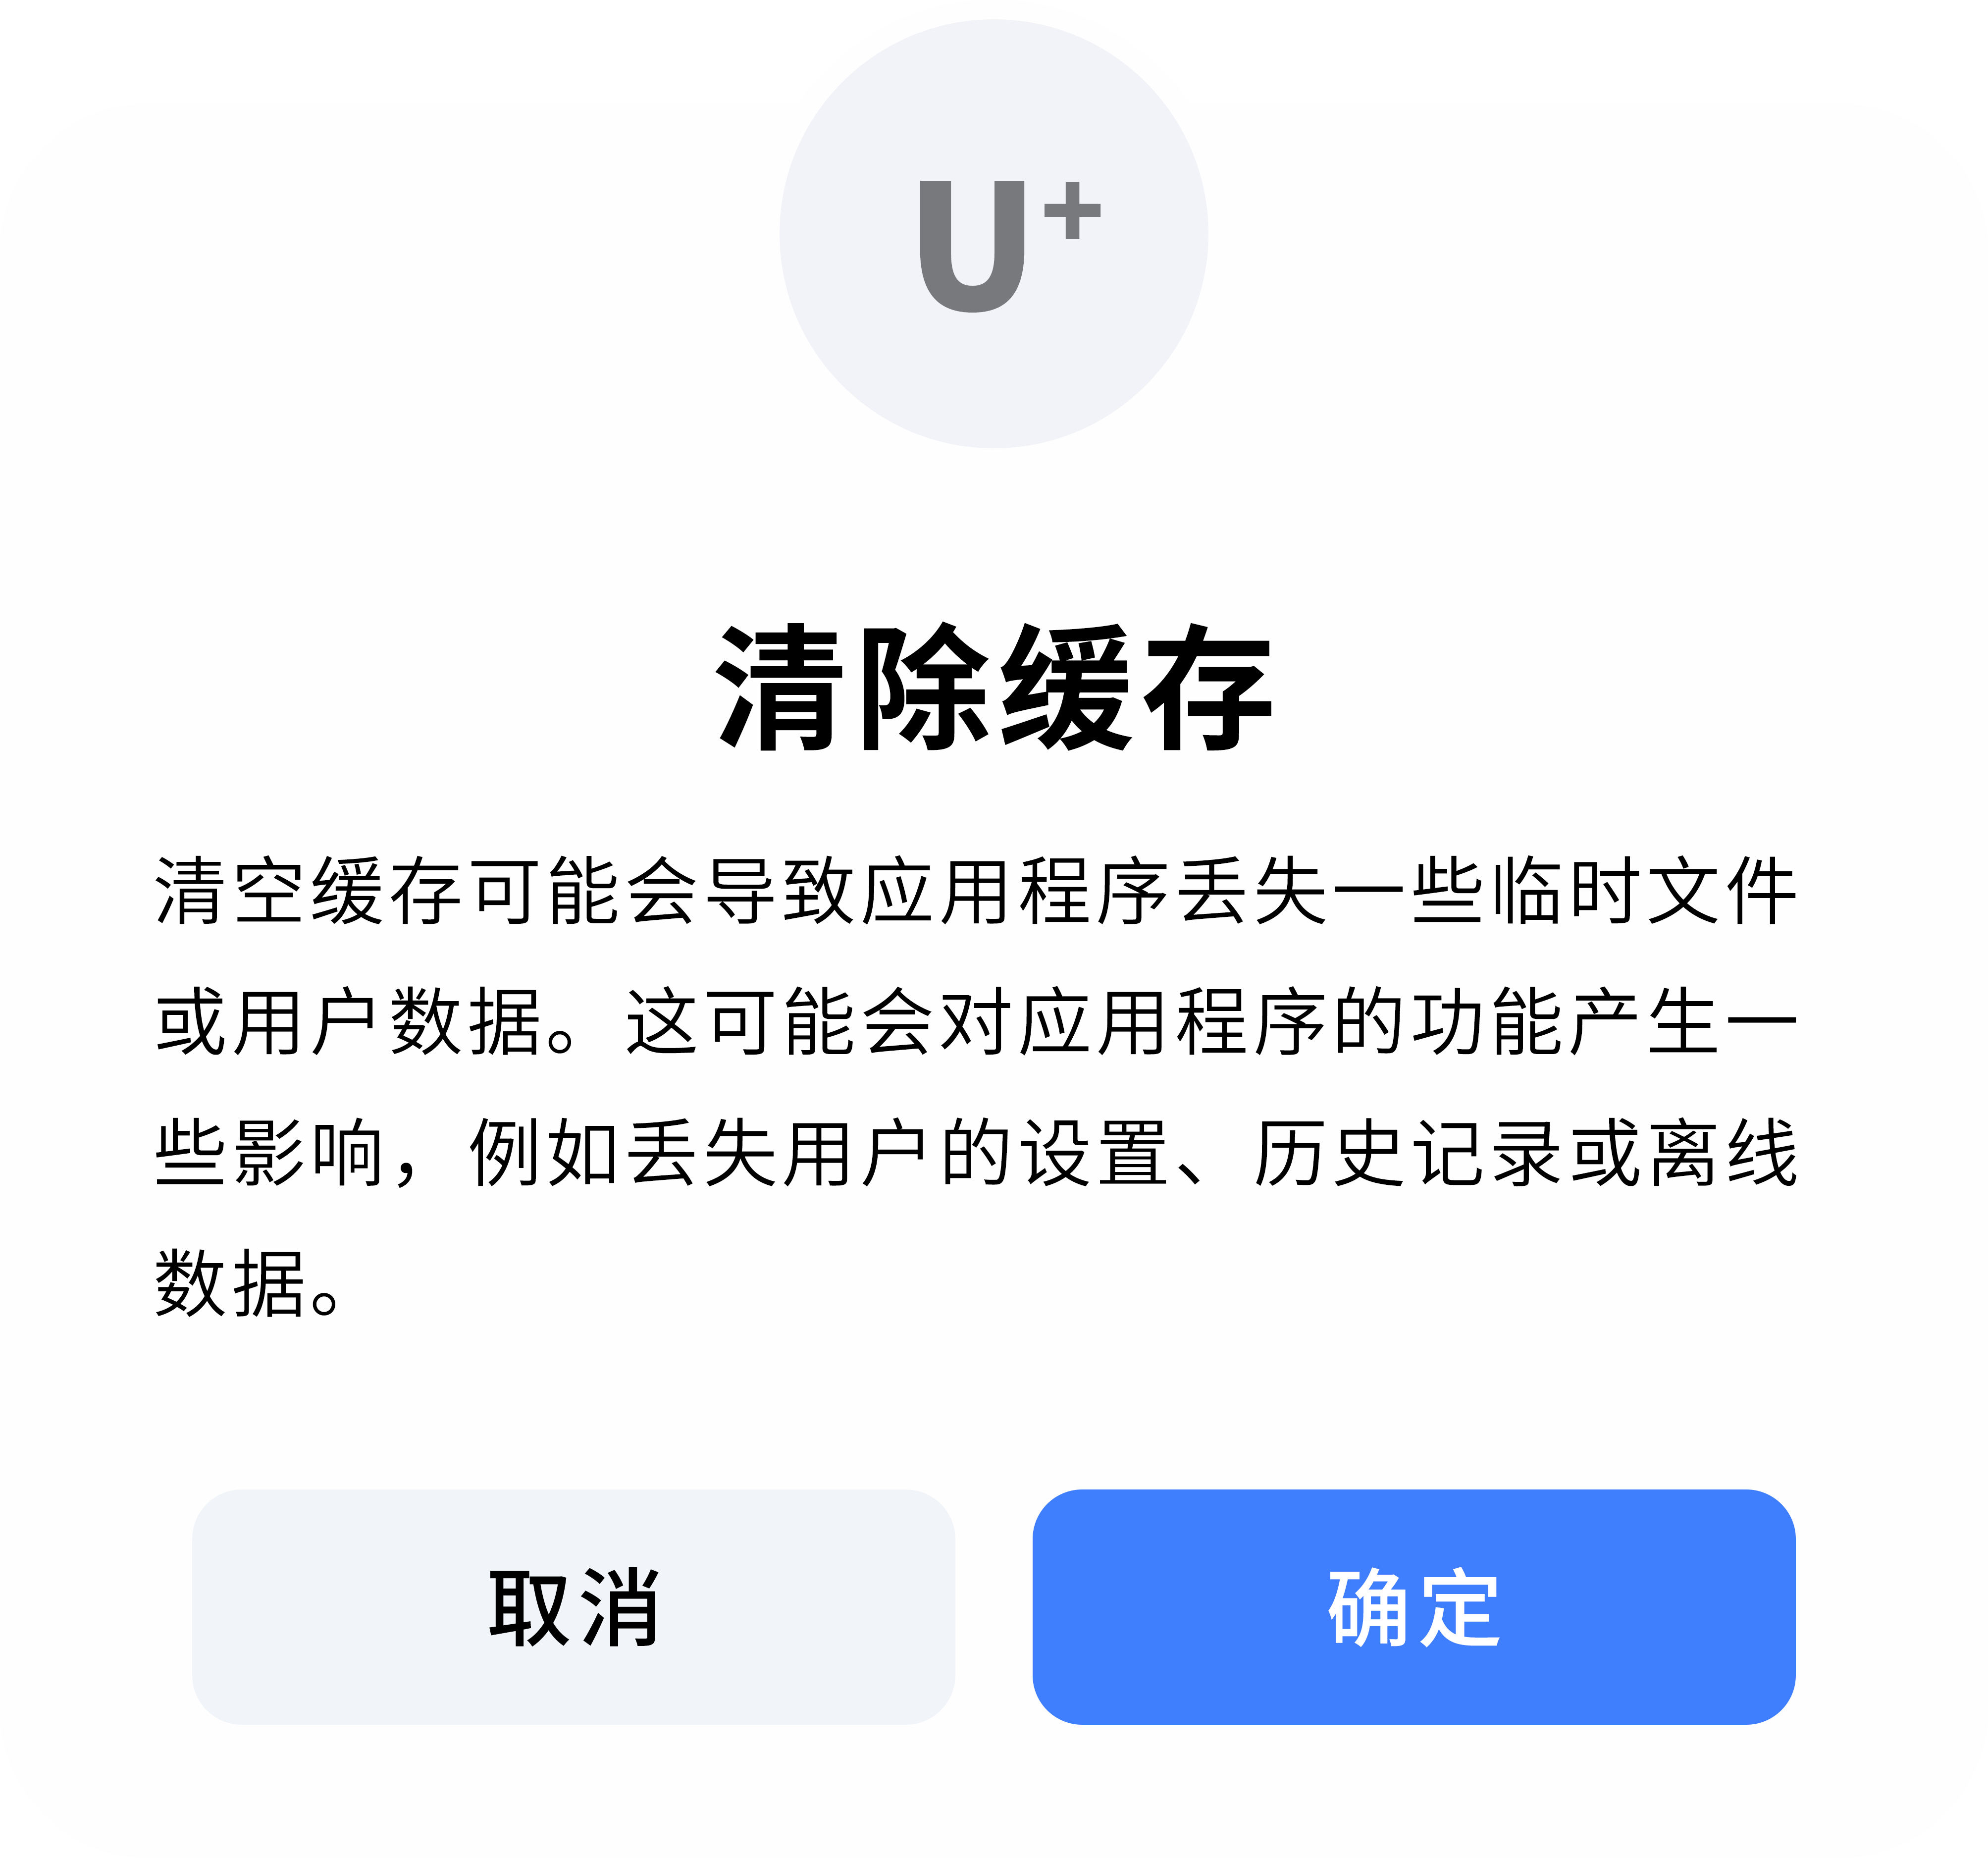 U+
清除缓存
清空缓存可能会导致应用程序丢失一些临时文件
或用户数据。这可能会对应用程序的功能产生一
些影响，例如丢失用户的设置、历史记录或离线
数据。
取消
确定